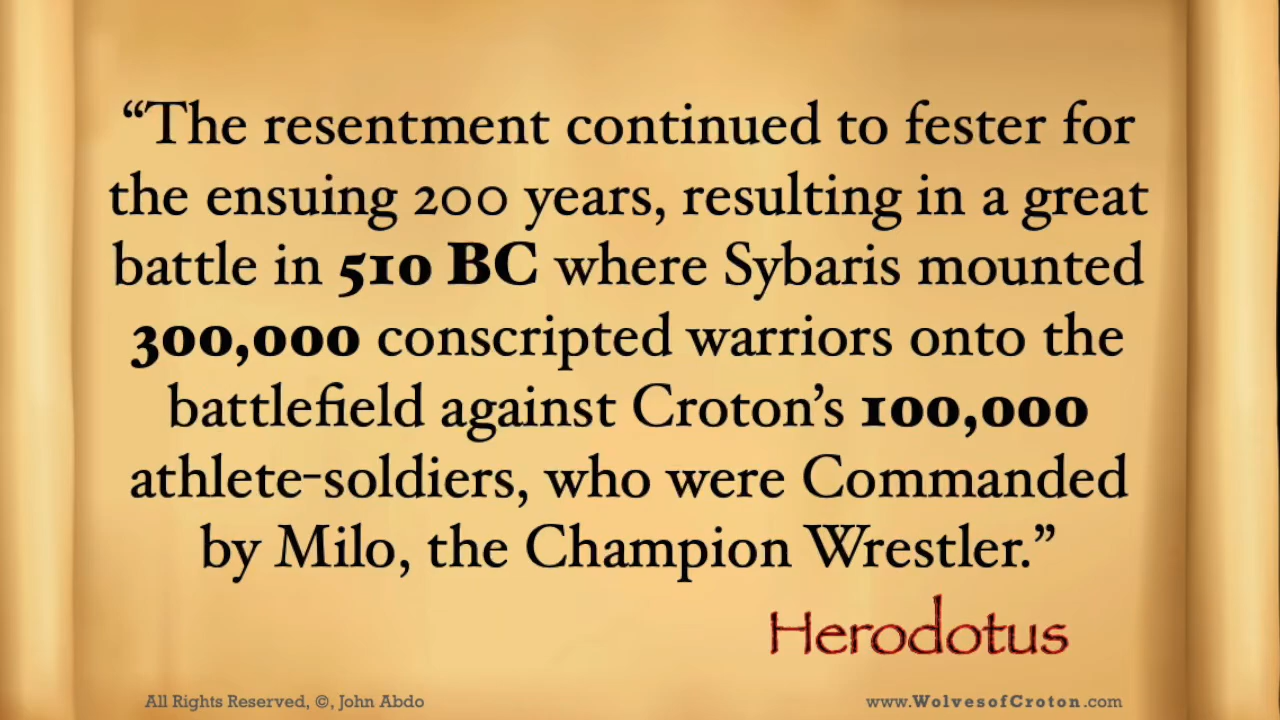 “The resentment continued to fester for
the ensuing 200 years, resulting in a great
battle in 510 BC where Sybaris mounted
300,000 conscripted warriors onto the
battlefield against Croton’s 100,000
athlete-soldiers, who were Commanded
by Milo, the Champion Wrestler.”
Herodotus
All Rights Reserved, ©, John Abdo
www.WolvesofCroton.com